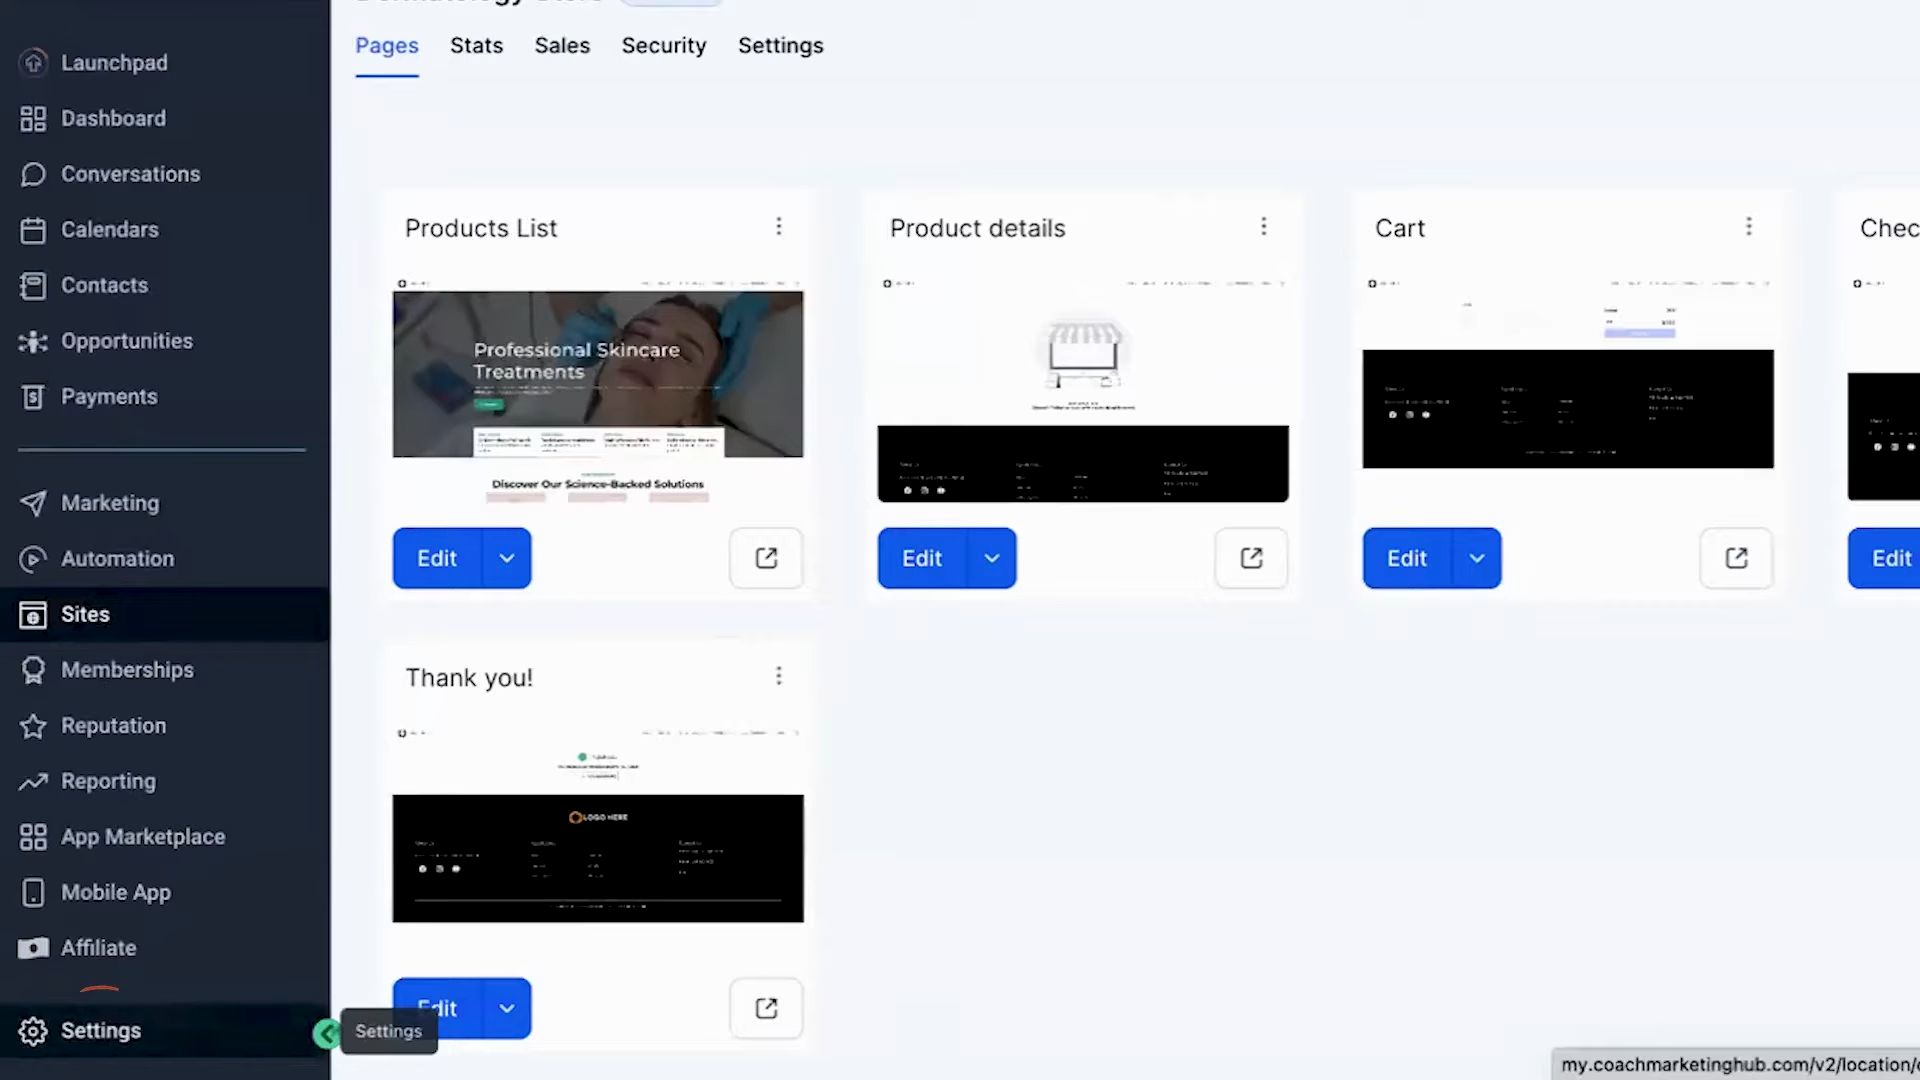 Launchpad
Dashboard
Conversations
Calendars
Contacts
Opportunities
Payments
Marketing
Automation
Sites
Memberships
Reputation
Reporting
App Marketplace
Mobile App
Affiliate
Settings
Settings
Pages
Stats
Sales
Security
Settings
Products List
Professional Skincare
Treatments
Discover Our Science-Backed Solutions
Edit
Product details
Edit
Cart
Edit
Chec
Edit
Thank you!
LOGO HERE
Edit
my.coachmarketinghub.com/v2/location/